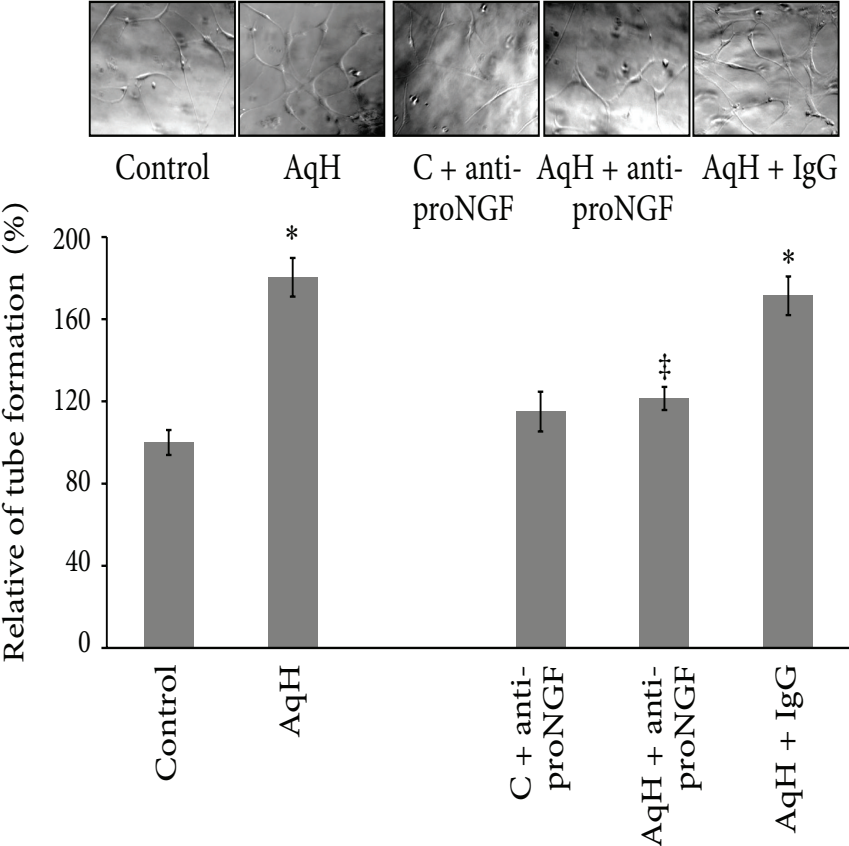 Control
AqH
C + anti-
proNGF
AqH + anti-
proNGF
AqH + IgG
Relative of tube formation (%)
200
160
120
80
40
0
*
‡
*
Control
AqH
C + anti-
proNGF
AqH + anti-
proNGF
AqH + IgG